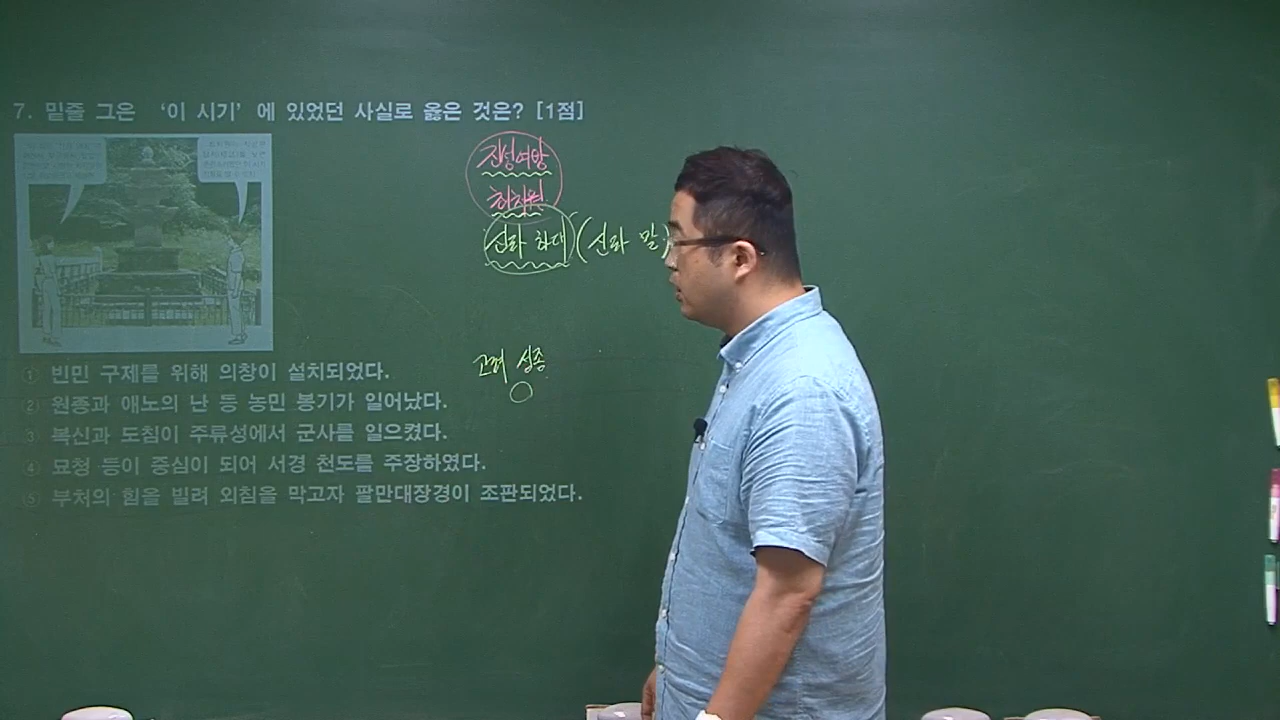 7. 밑줄 그은 '이 시기' 에 있었던 사실로 옳은 것은? [1점]
진성여왕
최치원
신라 하대 (신라 말)
고려 성종
① 빈민 구제를 위해 의창이 설치되었다.
② 원종과 애노의 난 등 농민 봉기가 일어났다.
③ 복신과 도침이 주류성에서 군사를 일으켰다.
④ 묘청 등이 중심이 되어 서경 천도를 주장하였다.
⑤ 부처의 힘을 빌려 외침을 막고자 팔만대장경이 조판되었다.